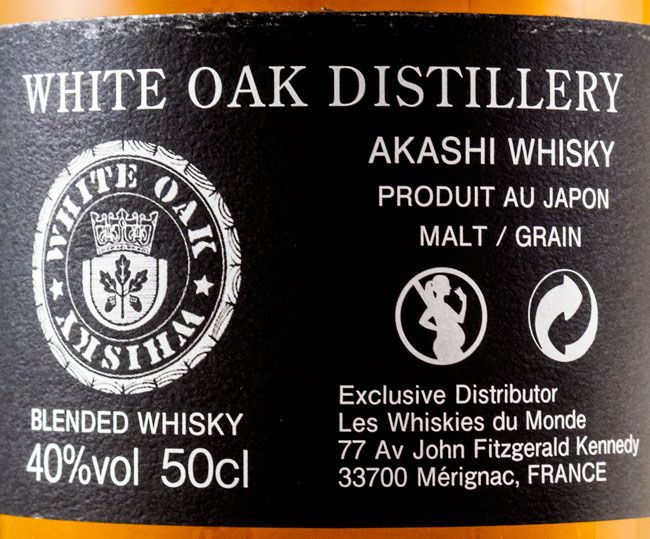 WHITE OAK DISTILLERY
WHITE OAK
WHISKY
BLENDED WHISKY
40%vol 50cl
AKASHI WHISKY
PRODUIT AU JAPON
MALT / GRAIN
Exclusive Distributor
Les Whiskies du Monde
77 Av John Fitzgerald Kennedy
33700 Mérignac, FRANCE